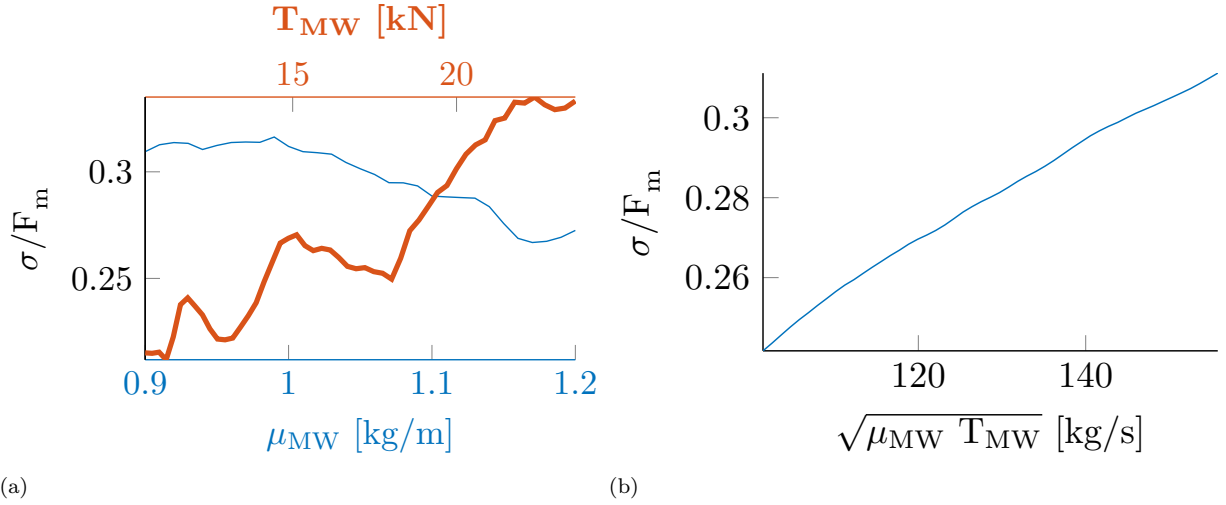 T_MW [kN]
15 20
σ/F_m
0.3
0.25
0.9 1 1.1 1.2
μ_MW [kg/m]
(a)
σ/F_m
0.3
0.28
0.26
120 140
√(μ_MW T_MW) [kg/s]
(b)